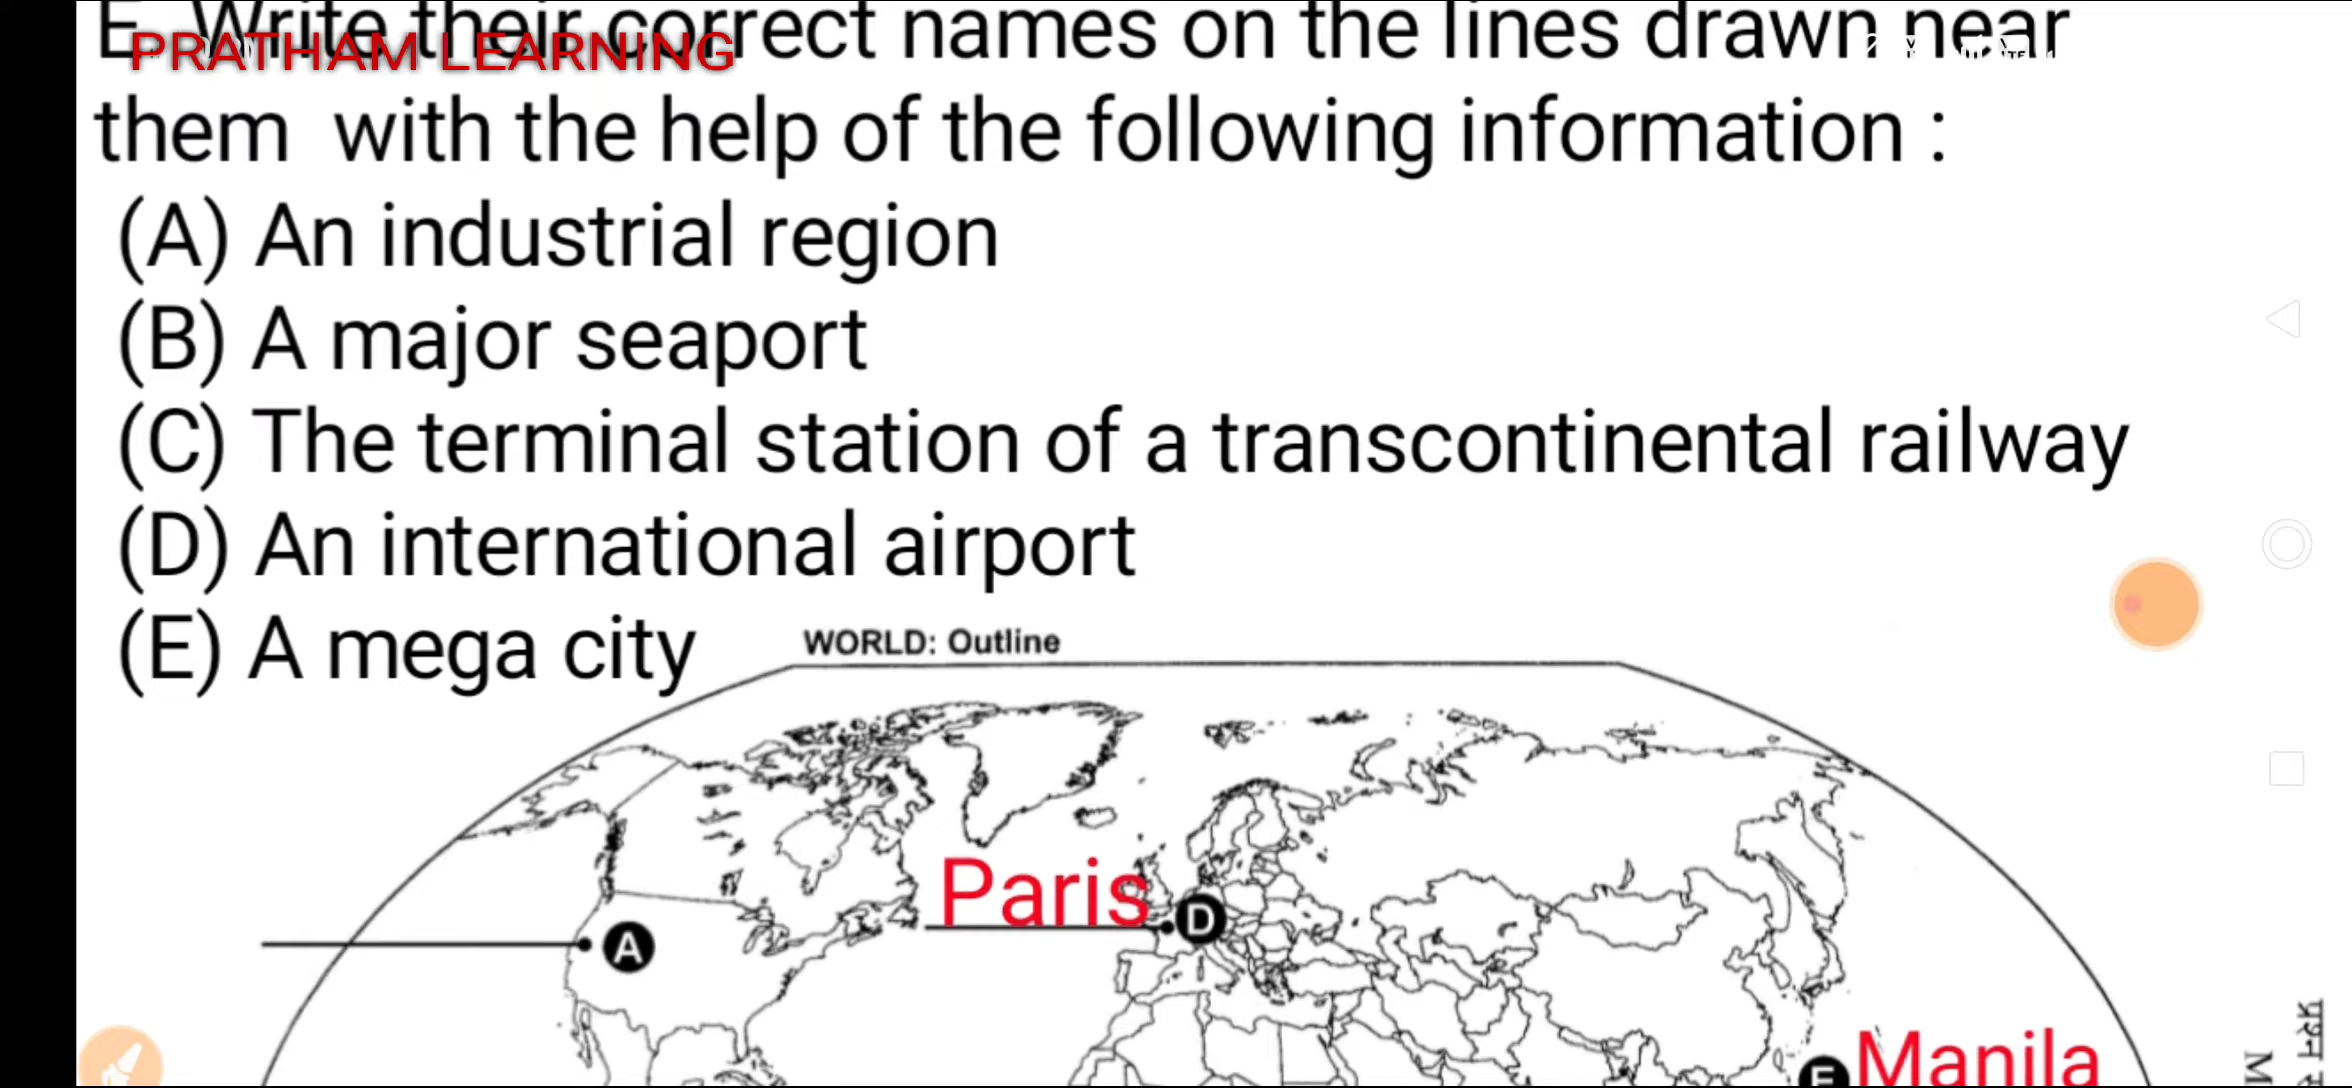 E. Write their correct names on the lines drawn near
PRATHAM LEARNING
them with the help of the following information :
(A) An industrial region
(B) A major seaport
(C) The terminal station of a transcontinental railway
(D) An international airport
(E) A mega city
WORLD: Outline
Paris
D
A
E Manila